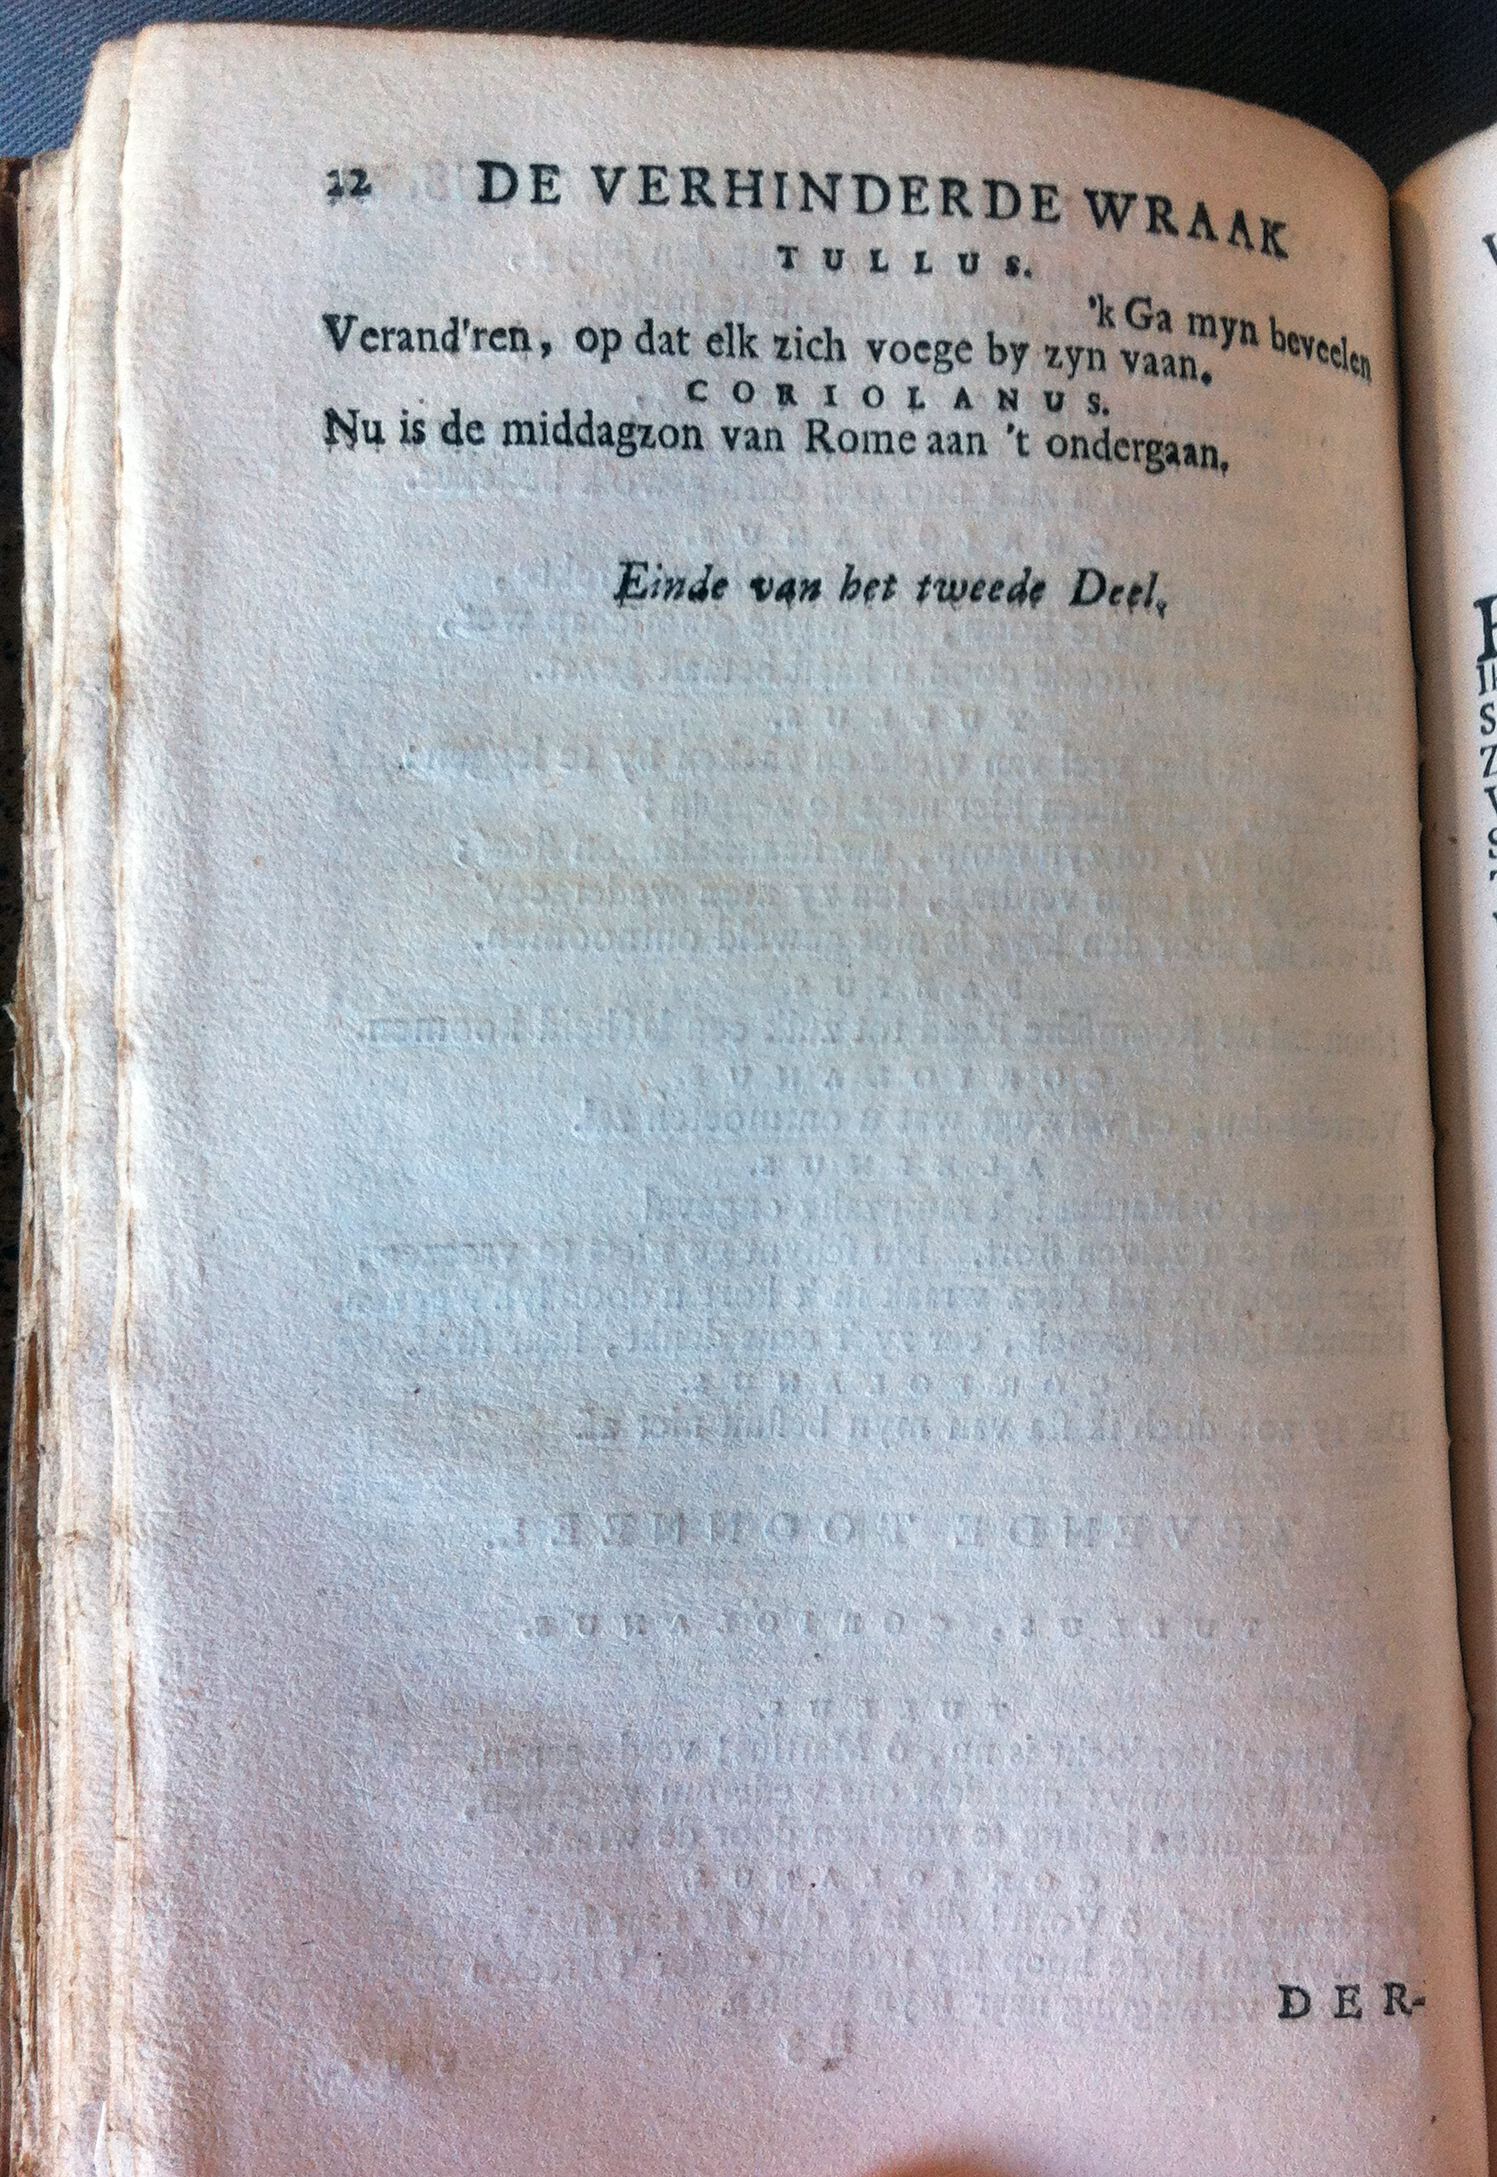 22 DE VERHINDERDE WRAAK
TULLUS.
'k Ga myn beveelen
Verand'ren, op dat elk zich voege by zyn vaan.
CORIOLANUS.
Nu is de middagzon van Rome aan 't ondergaan.
Einde van het tweede Deel.
DER-